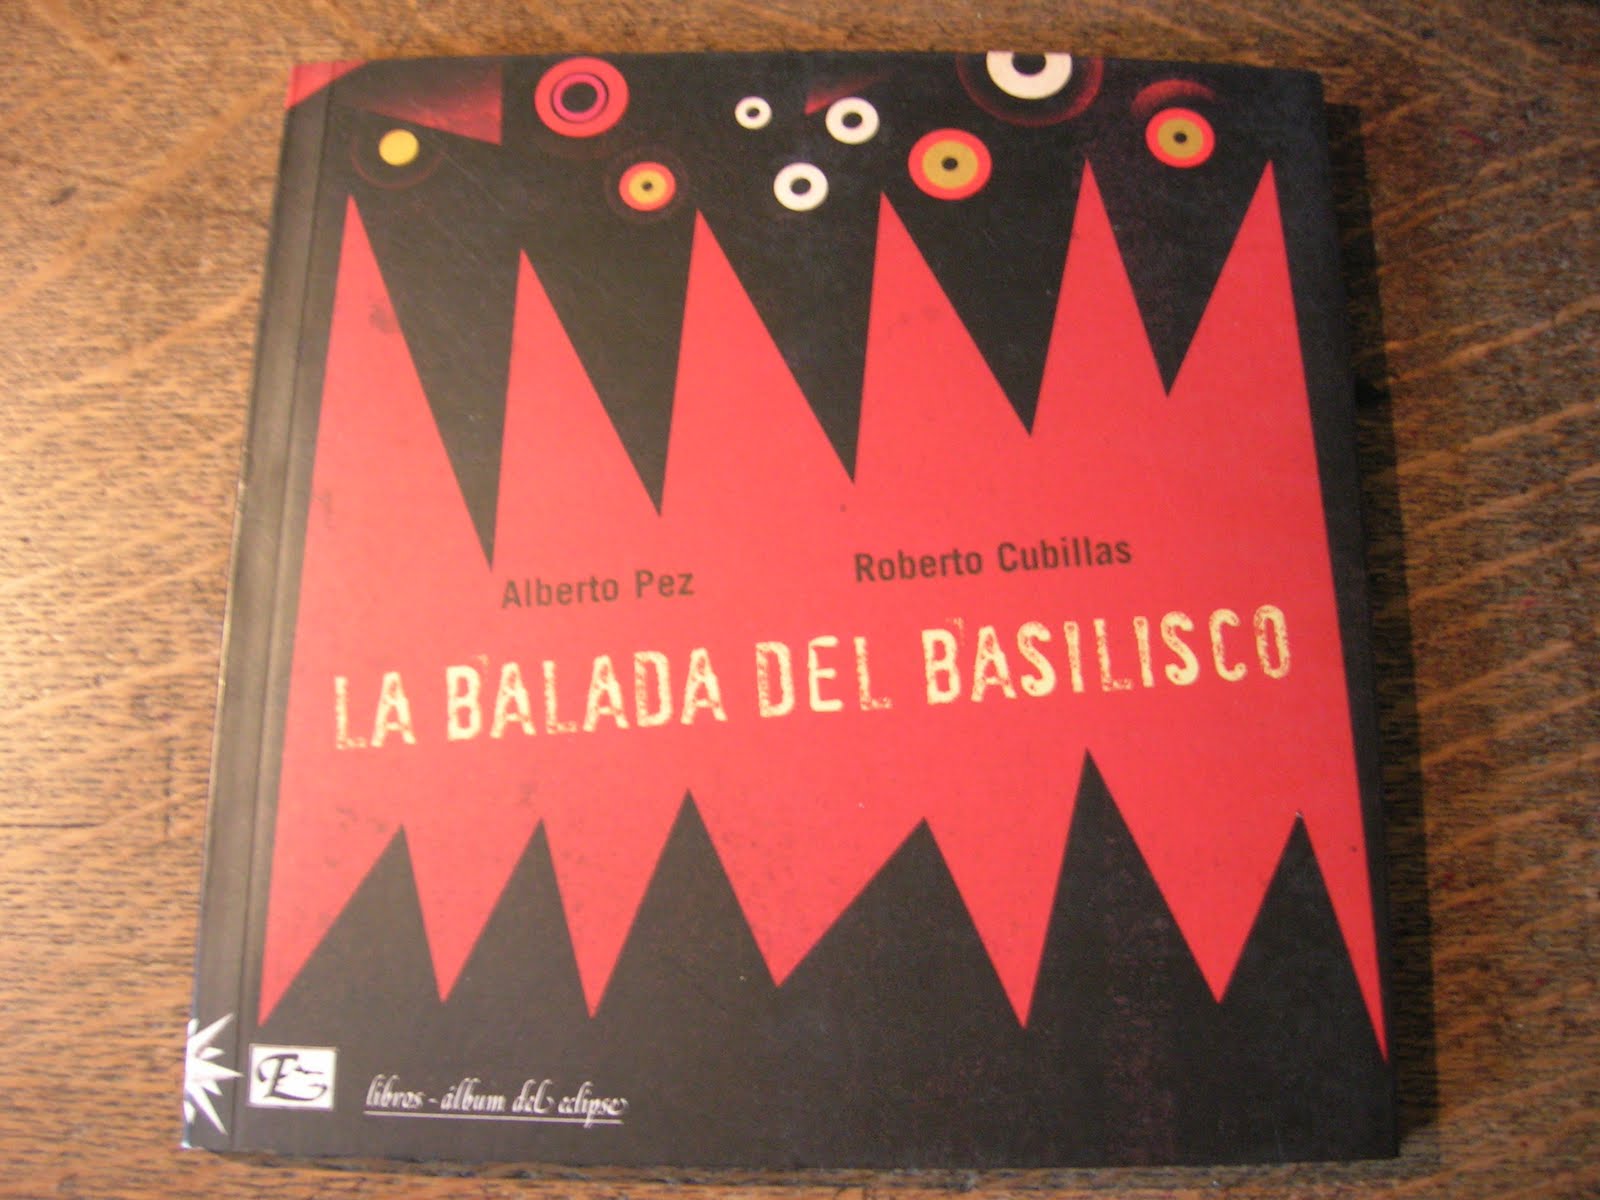 Alberto Pez
Roberto Cubillas
LA BALADA DEL BASILISCO
E
libros - álbum del eclipse